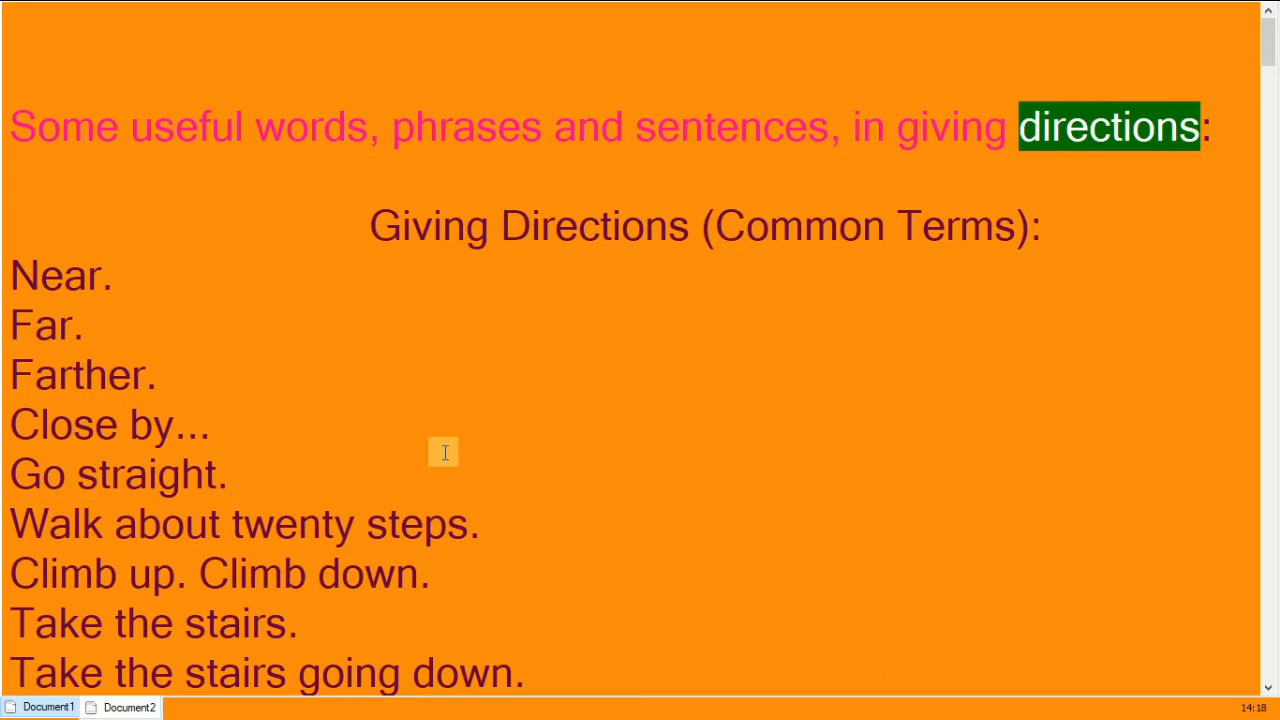 Some useful words, phrases and sentences, in giving directions:
Giving Directions (Common Terms):
Near.
Far.
Farther.
Close by...
Go straight.
Walk about twenty steps.
Climb up. Climb down.
Take the stairs.
Take the stairs going down.
Document1 Document2 14:18